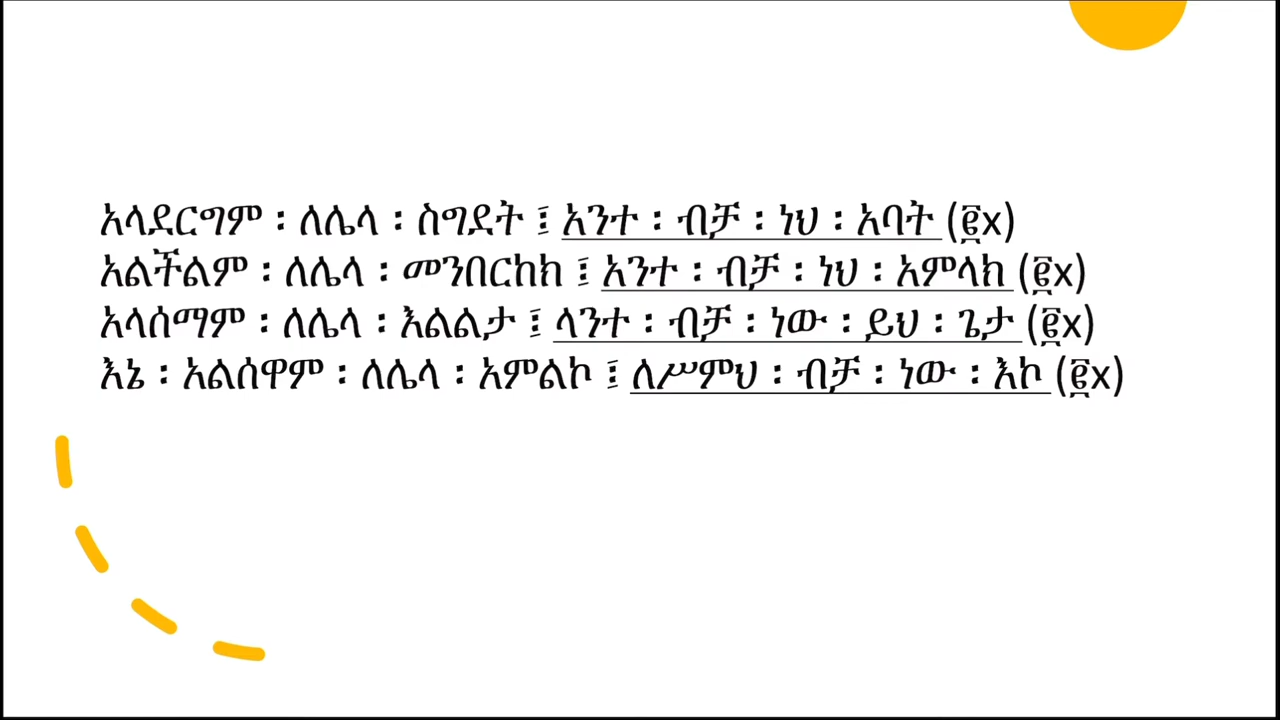 አላደርግም ፡ ለሌላ ፡ ስግደት ፤ አንተ ፡ ብቻ ፡ ነህ ፡ አባት (፪x)
አልችልም ፡ ለሌላ ፡ መንበርከክ ፤ አንተ ፡ ብቻ ፡ ነህ ፡ አምላክ (፪x)
አላሰማም ፡ ለሌላ ፡ እልልታ ፤ ላንተ ፡ ብቻ ፡ ነው ፡ ይህ ፡ ጌታ (፪x)
እኔ ፡ አልሰዋም ፡ ለሌላ ፡ አምልኮ ፤ ለሥምህ ፡ ብቻ ፡ ነው ፡ እኮ (፪x)